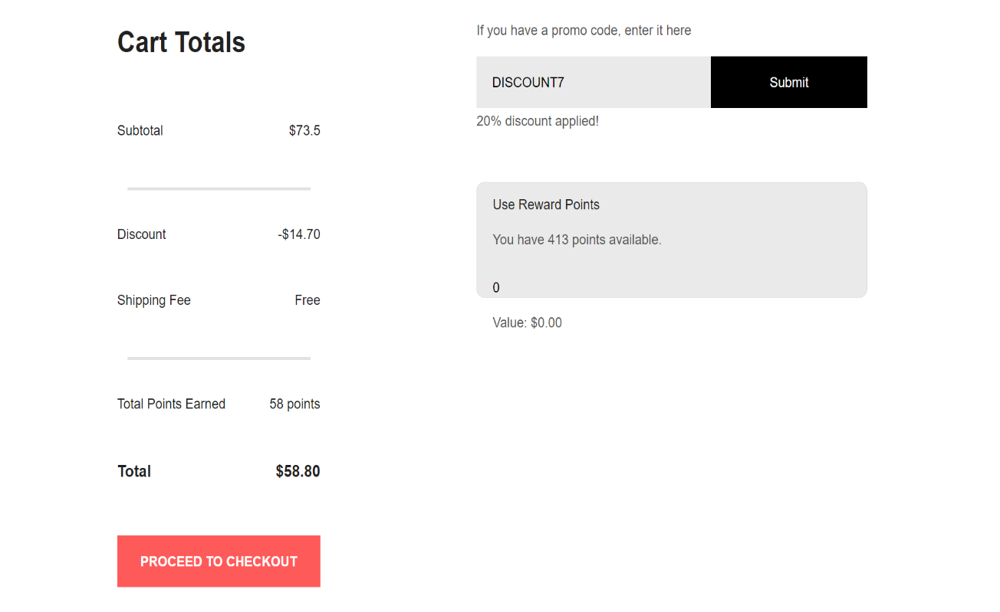 Cart Totals
Subtotal $73.5
Discount -$14.70
Shipping Fee Free
Total Points Earned 58 points
Total $58.80
PROCEED TO CHECKOUT
If you have a promo code, enter it here
DISCOUNT7 Submit
20% discount applied!
Use Reward Points
You have 413 points available.
0
Value: $0.00